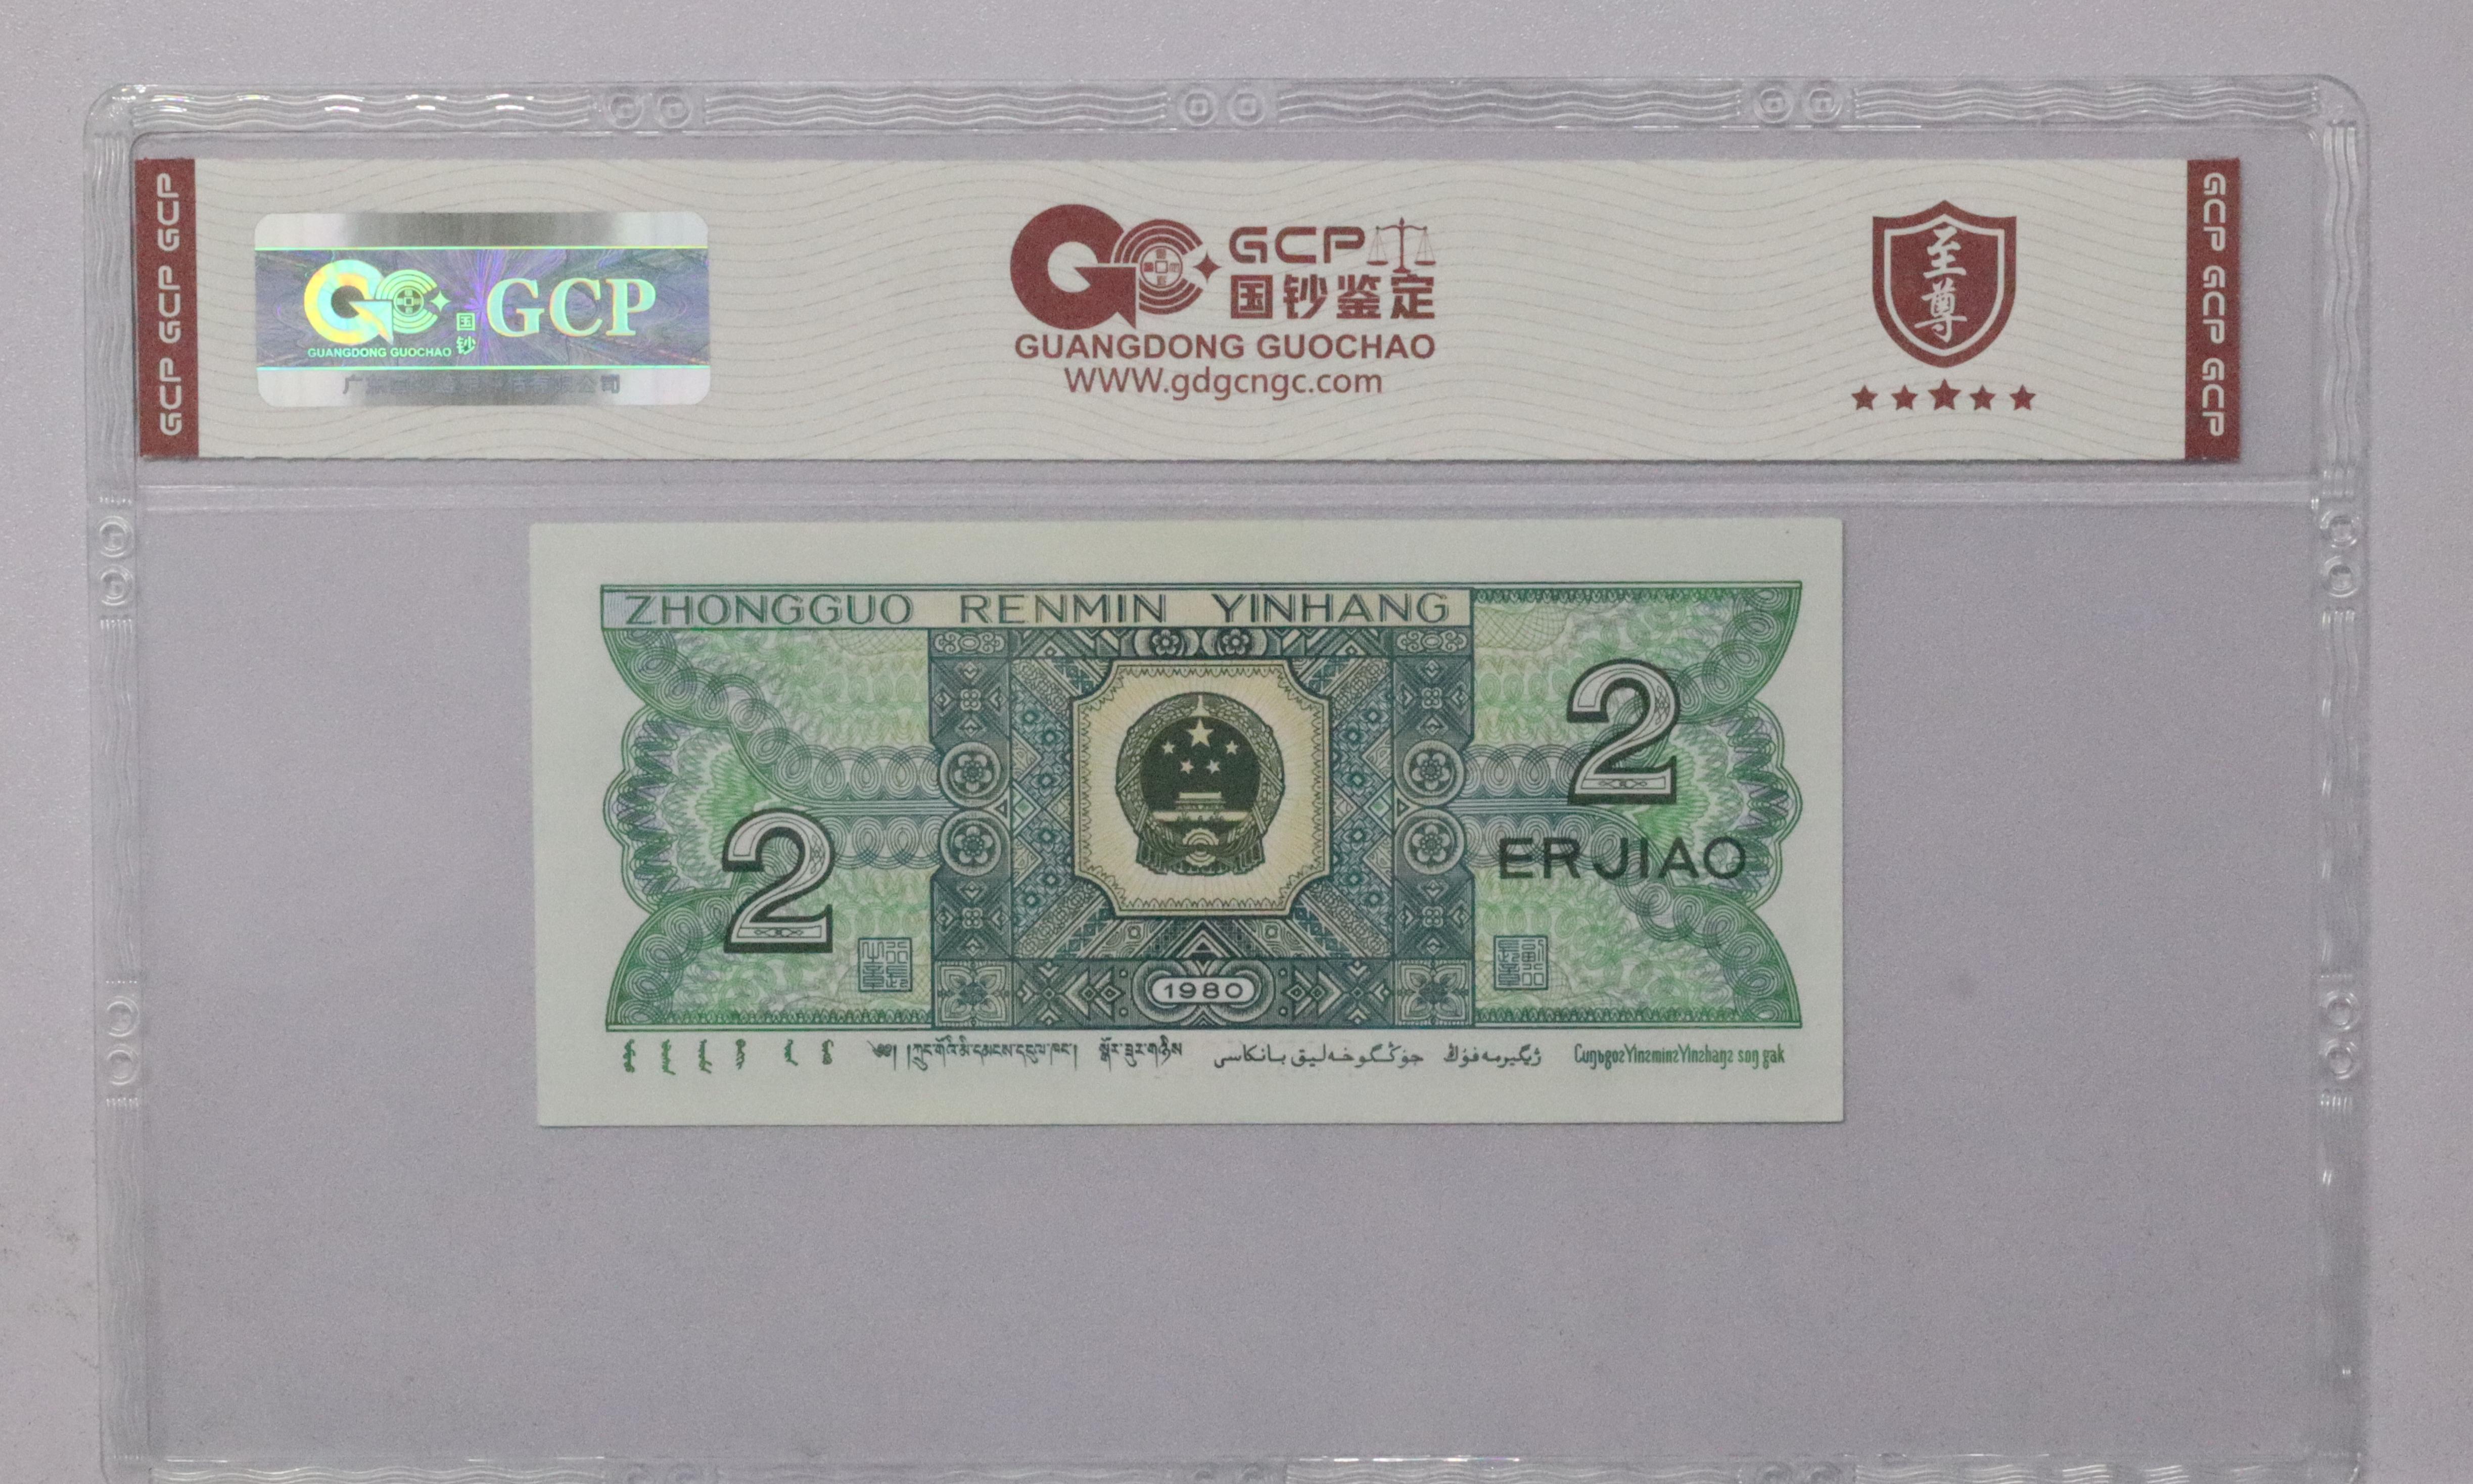 GCP GCP GCP
GCP
国钞
GUANGDONG GUOCHAO
GCP
国钞鉴定
GUANGDONG GUOCHAO
WWW.gdgcngc.com
至尊
GCP GCP GCP
ZHONGGUO RENMIN YINHANG
2
2
ERJIAO
1980